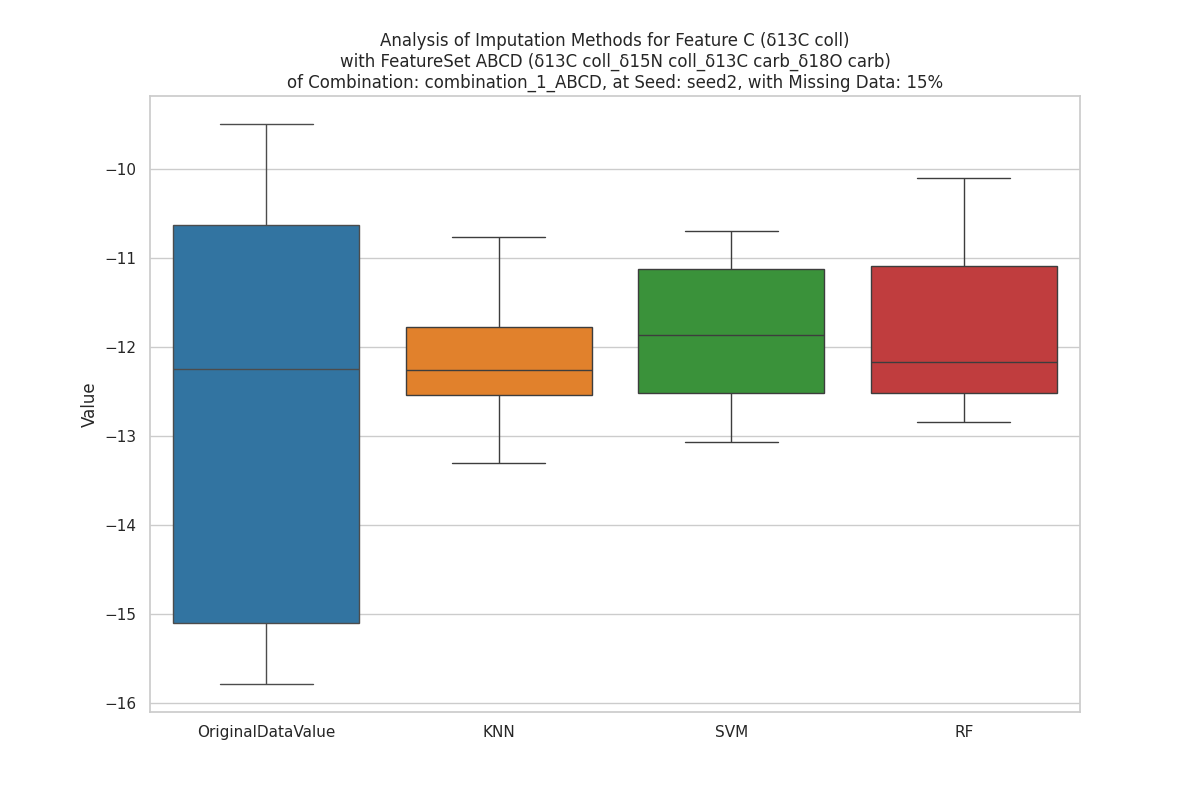 Analysis of Imputation Methods for Feature C (δ13C coll)
with FeatureSet ABCD (δ13C coll_δ15N coll_δ13C carb_δ18O carb)
of Combination: combination_1_ABCD, at Seed: seed2, with Missing Data: 15%
Value
−10
−11
−12
−13
−14
−15
−16
OriginalDataValue
KNN
SVM
RF